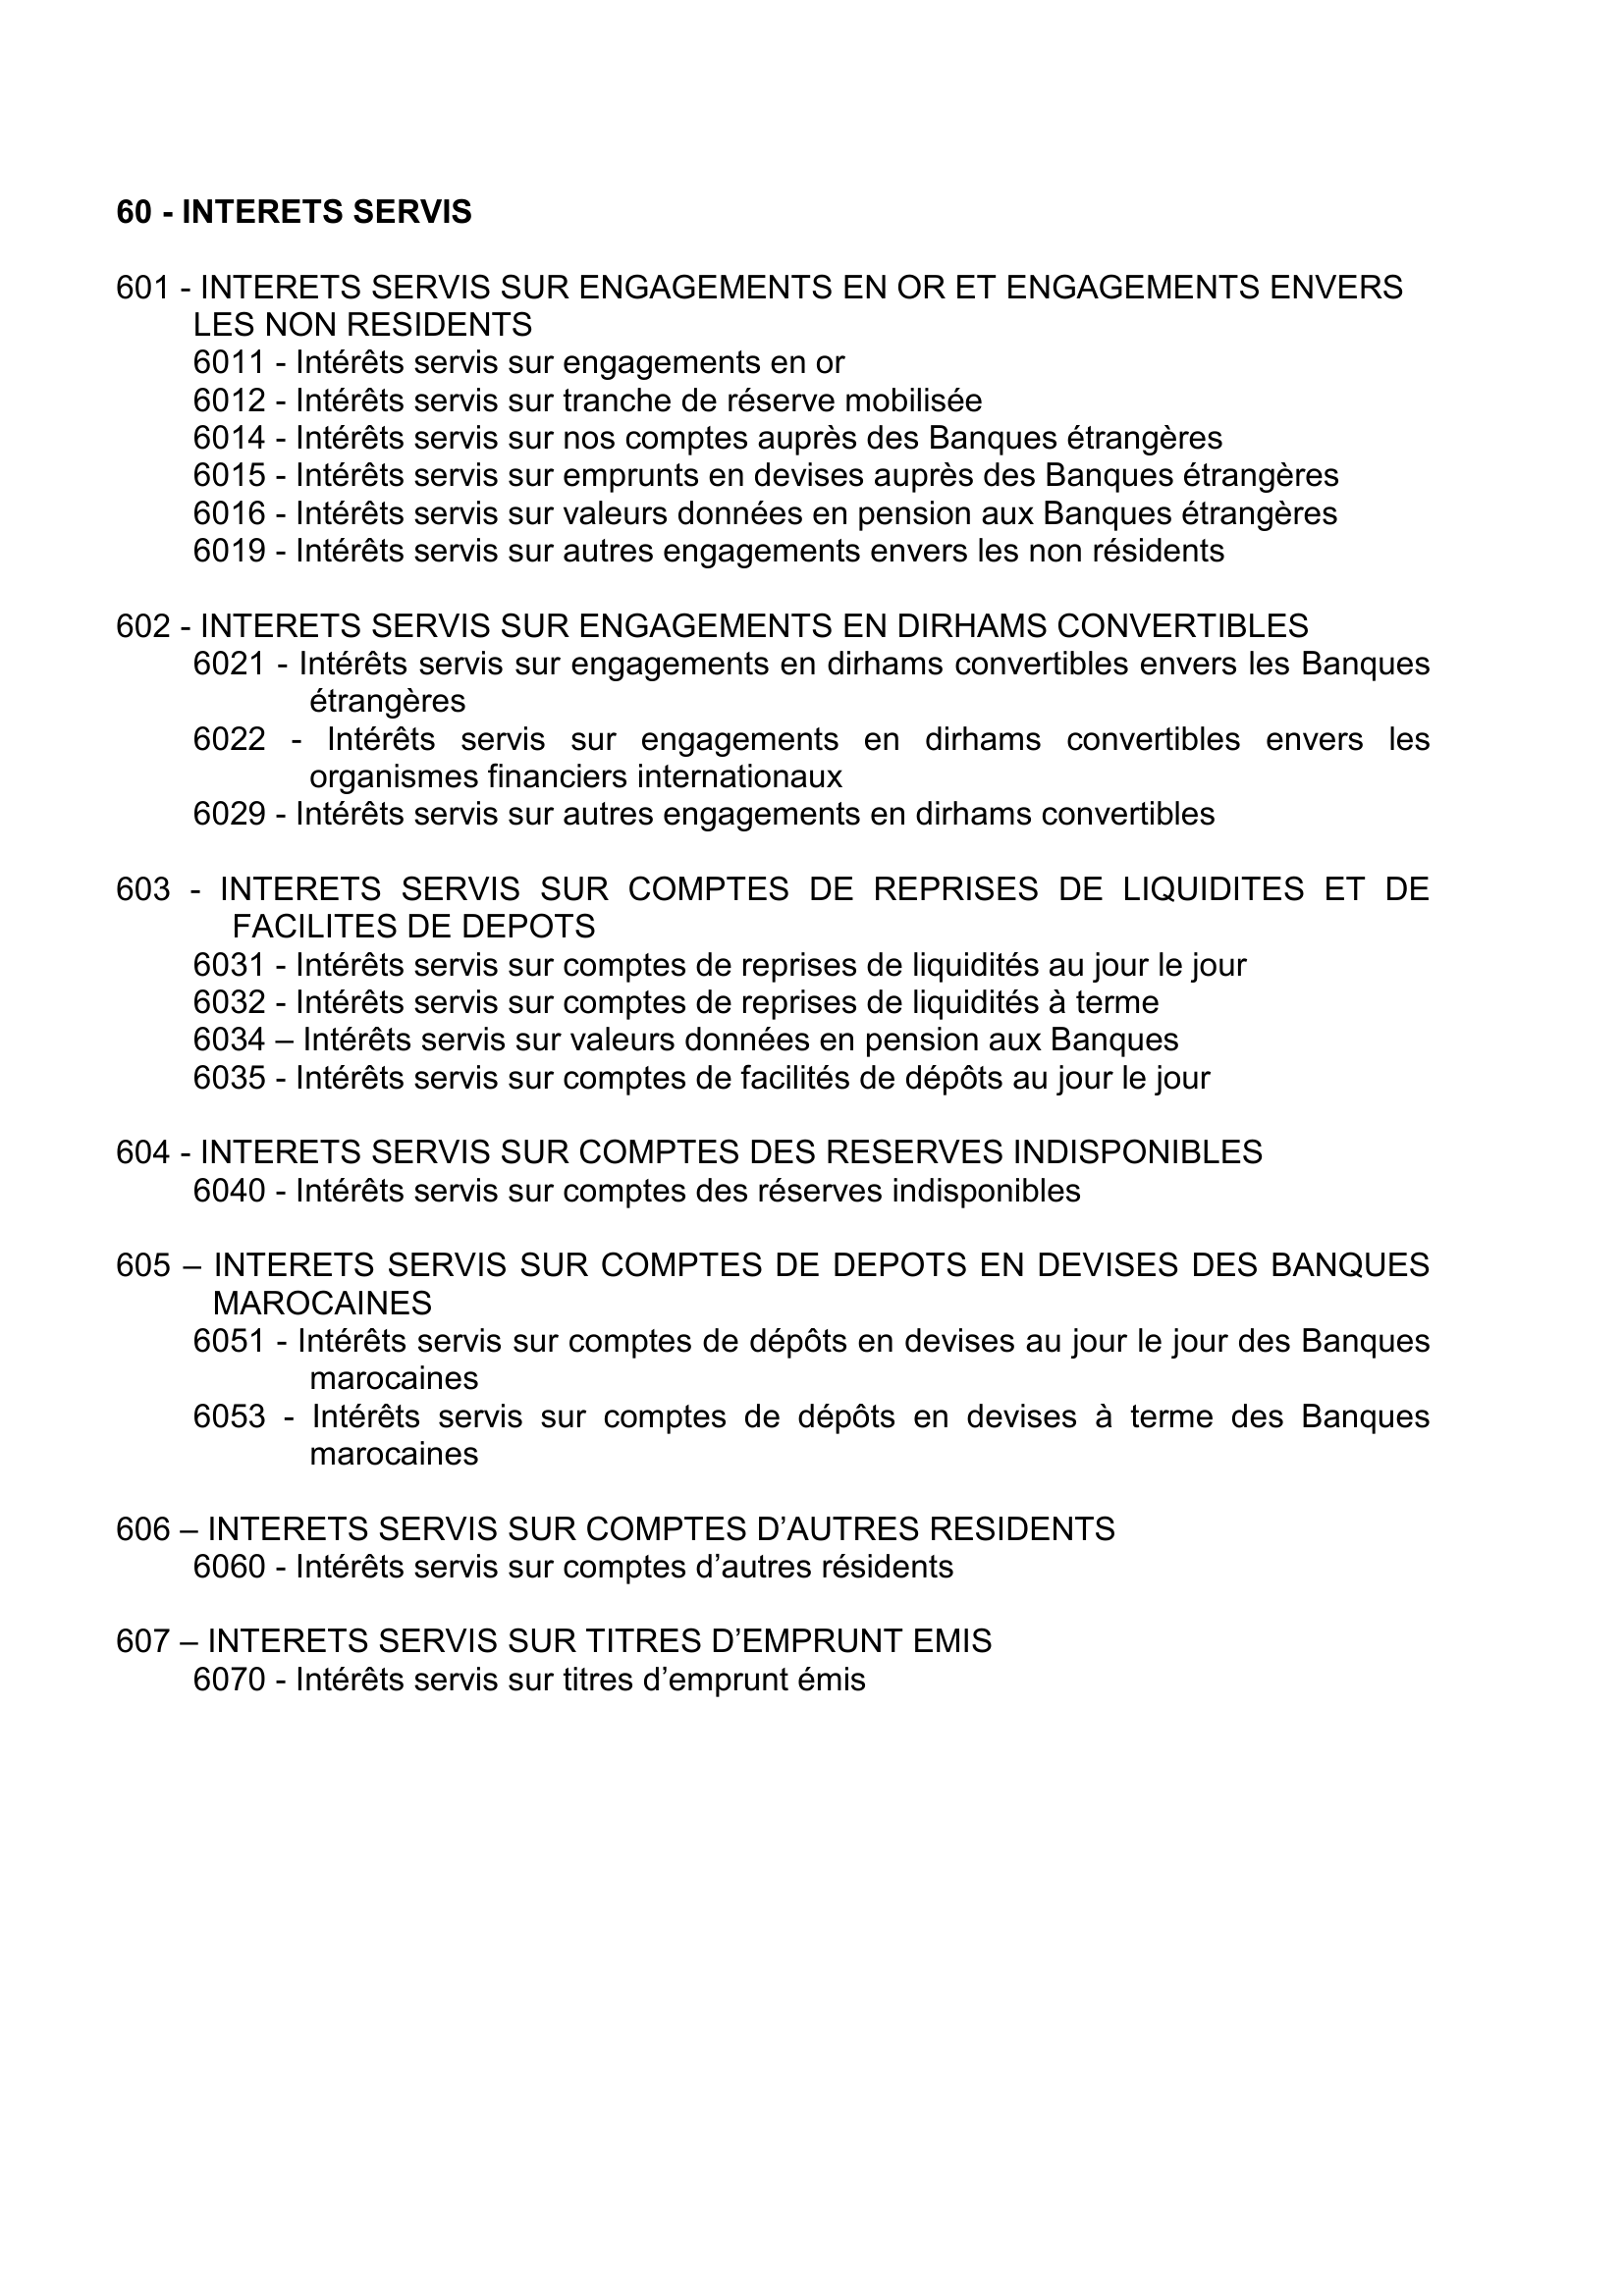 60 - INTERETS SERVIS
601 - INTERETS SERVIS SUR ENGAGEMENTS EN OR ET ENGAGEMENTS ENVERS
LES NON RESIDENTS
6011 - Intérêts servis sur engagements en or
6012 - Intérêts servis sur tranche de réserve mobilisée
6014 - Intérêts servis sur nos comptes auprès des Banques étrangères
6015 - Intérêts servis sur emprunts en devises auprès des Banques étrangères
6016 - Intérêts servis sur valeurs données en pension aux Banques étrangères
6019 - Intérêts servis sur autres engagements envers les non résidents
602 - INTERETS SERVIS SUR ENGAGEMENTS EN DIRHAMS CONVERTIBLES
6021 - Intérêts servis sur engagements en dirhams convertibles envers les Banques
étrangères
6022 - Intérêts servis sur engagements en dirhams convertibles envers les
organismes financiers internationaux
6029 - Intérêts servis sur autres engagements en dirhams convertibles
603 - INTERETS SERVIS SUR COMPTES DE REPRISES DE LIQUIDITES ET DE
FACILITES DE DEPOTS
6031 - Intérêts servis sur comptes de reprises de liquidités au jour le jour
6032 - Intérêts servis sur comptes de reprises de liquidités à terme
6034 – Intérêts servis sur valeurs données en pension aux Banques
6035 - Intérêts servis sur comptes de facilités de dépôts au jour le jour
604 - INTERETS SERVIS SUR COMPTES DES RESERVES INDISPONIBLES
6040 - Intérêts servis sur comptes des réserves indisponibles
605 – INTERETS SERVIS SUR COMPTES DE DEPOTS EN DEVISES DES BANQUES
MAROCAINES
6051 - Intérêts servis sur comptes de dépôts en devises au jour le jour des Banques
marocaines
6053 - Intérêts servis sur comptes de dépôts en devises à terme des Banques
marocaines
606 – INTERETS SERVIS SUR COMPTES D’AUTRES RESIDENTS
6060 - Intérêts servis sur comptes d’autres résidents
607 – INTERETS SERVIS SUR TITRES D’EMPRUNT EMIS
6070 - Intérêts servis sur titres d’emprunt émis